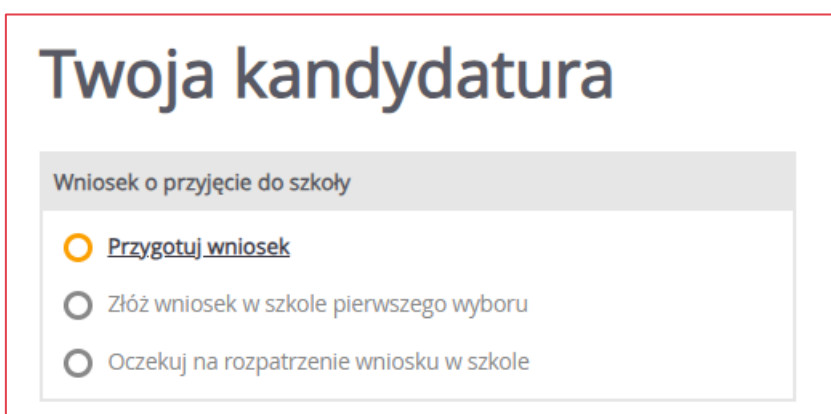 Twoja kandydatura
Wniosek o przyjęcie do szkoły
Przygotuj wniosek
Złóż wniosek w szkole pierwszego wyboru
Oczekuj na rozpatrzenie wniosku w szkole